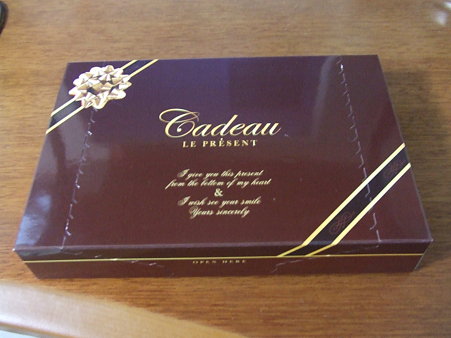 Cadeau
LE PRÉSENT
I give you this present
from the bottom of my heart
&
I wish see your smile
Yours sincerely
OPEN HERE